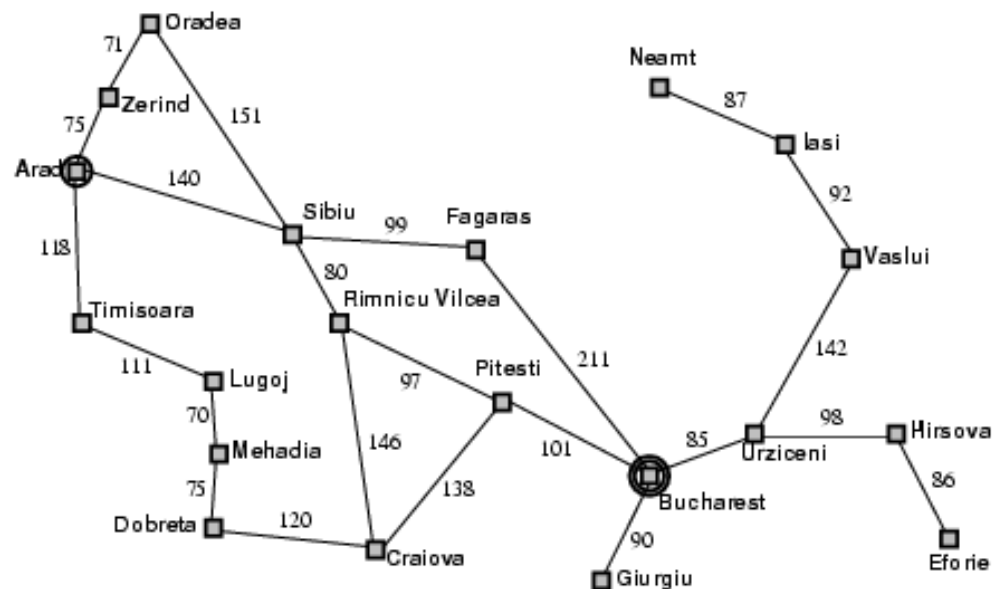 Oradea
71
Neamt
87
Zerind
75
151
Iasi
Arad
140
92
Sibiu
Fagaras
99
118
Vaslui
80
Timisoara
Rimnicu Vilcea
142
111
Lugoj
97
Pitesti
211
70
98
Hirsova
146
101
85
Urziceni
Mehadia
138
86
75
Bucharest
Dobreta
120
90
Craiova
Eforie
Giurgiu